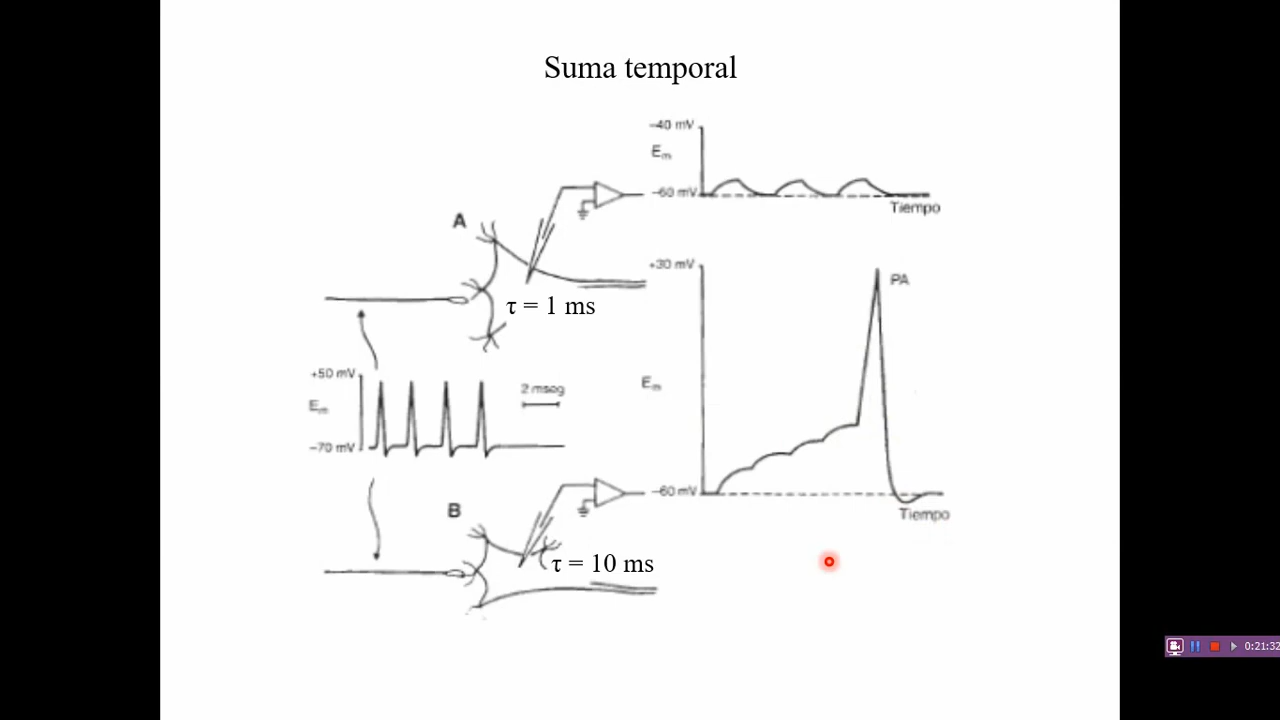 Suma temporal
−40 mV
Em
−60 mV
Tiempo
A
τ = 1 ms
+30 mV
PA
Em
−60 mV
Tiempo
+50 mV
Em
−70 mV
2 mseg
B
τ = 10 ms
0:21:32